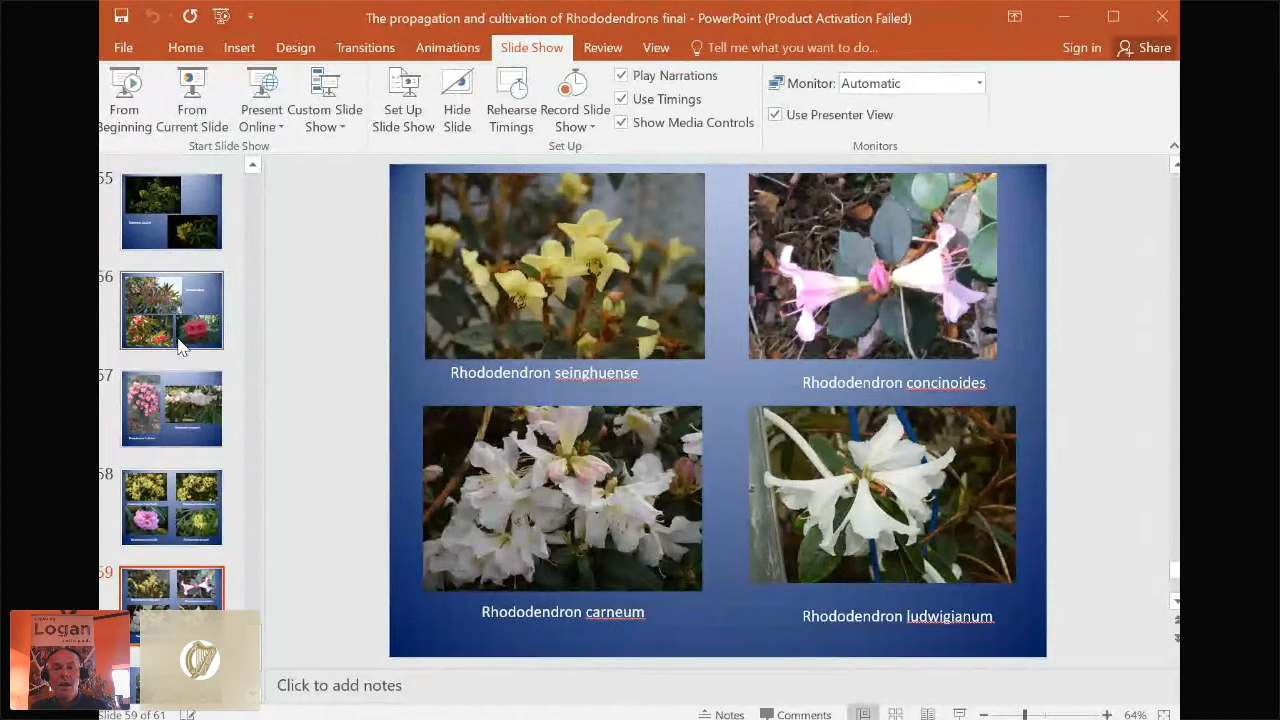 The propagation and cultivation of Rhododendrons final - PowerPoint (Product Activation Failed)
File Home Insert Design Transitions Animations Slide Show Review View Tell me what you want to do... Sign in Share
From Beginning
From Current Slide
Present Online
Custom Slide Show
Set Up Slide Show
Hide Slide
Rehearse Timings
Record Slide Show
Play Narrations
Use Timings
Show Media Controls
Monitor: Automatic
Use Presenter View
Start Slide Show
Set Up
Monitors
55
56
57
58
59
Rhododendron seinghuense
Rhododendron concinoides
Rhododendron carneum
Rhododendron ludwigianum
Logan
Click to add notes
Slide 59 of 61
Notes
Comments
64%